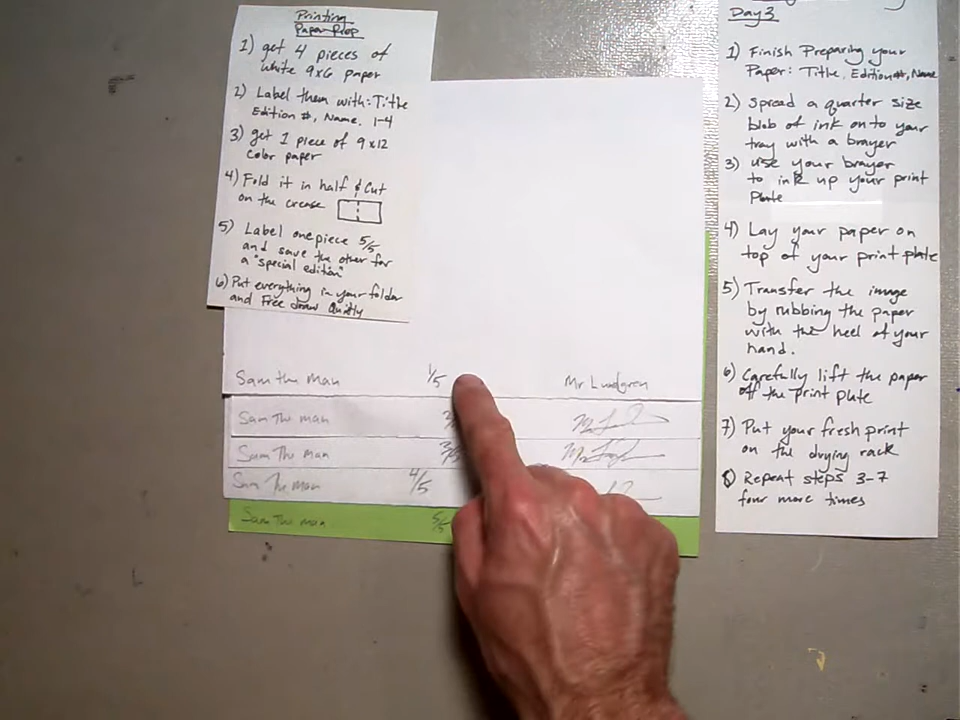 Printing
Paper Prep
1) get 4 pieces of
white 9x6 paper
2) Label them with: Title
Edition #, Name. 1-4
3) get 1 piece of 9x12
Color paper
4) Fold it in half & Cut
on the crease
5) Label one piece 5/5
and save the other for
a "special edition"
6) Put everything in your folder
and Free draw Quitly
Sam the man 1/5 Mr Lundgren
Sam The man
Sam The man
Sam The man 4/5
Sam The man 5/5
Day 3
1) Finish Preparing your
Paper: Title, Edition #, Name
2) Spread a quarter size
blob of ink onto your
tray with a brayer
3) use your brayer
to ink up your print
plate
4) Lay your paper on
top of your print plate
5) Transfer the image
by rubbing the paper
with the heel of your
hand.
6) Carefully lift the paper
off the print plate
7) Put your fresh print
on the drying rack
8 Repeat steps 3-7
four more times